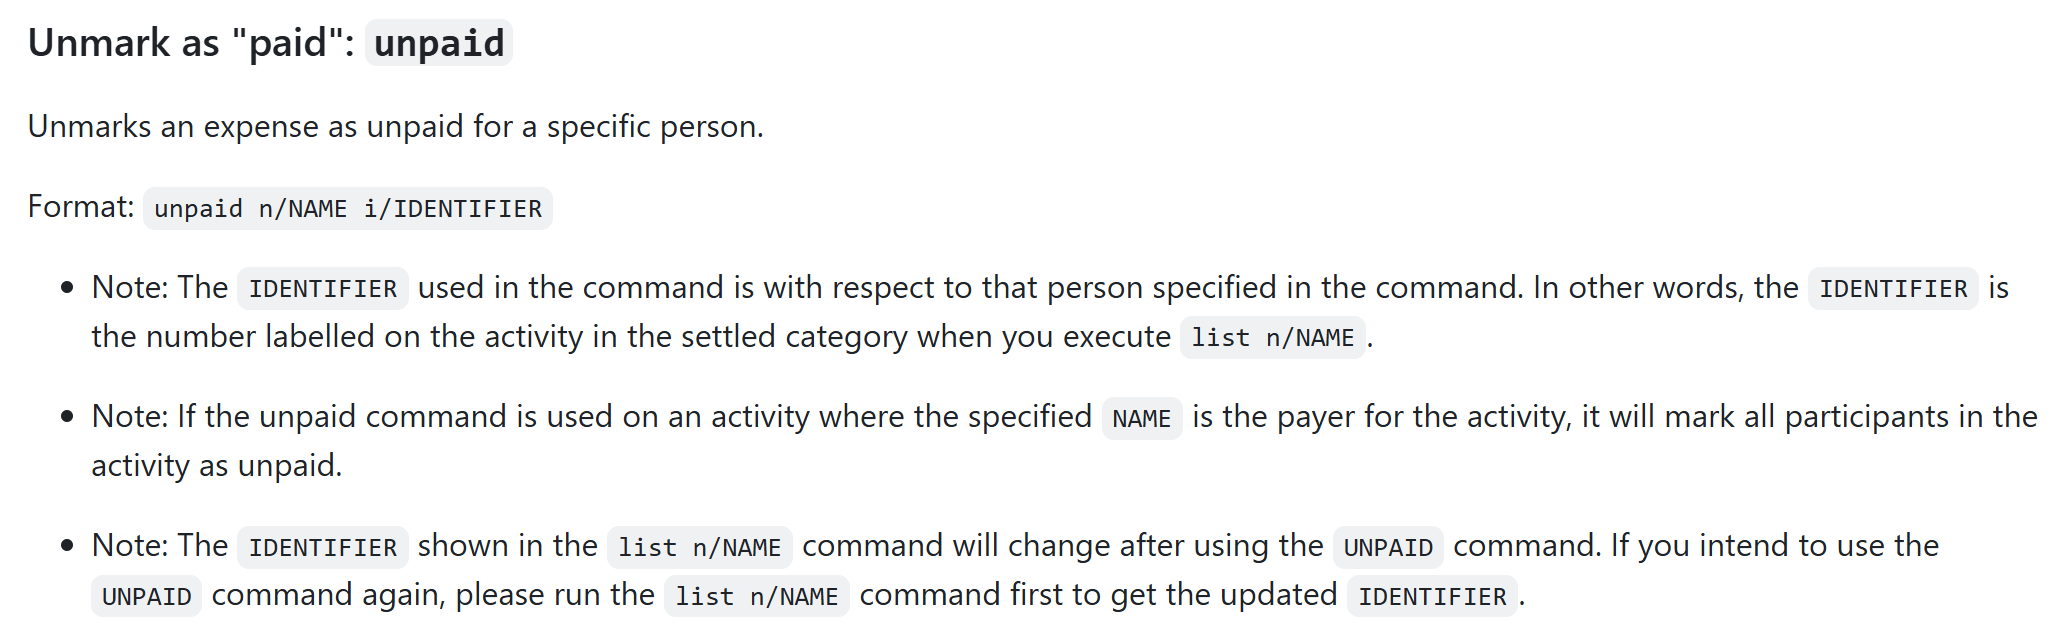 Unmark as "paid": unpaid
Unmarks an expense as unpaid for a specific person.
Format: unpaid n/NAME i/IDENTIFIER
• Note: The IDENTIFIER used in the command is with respect to that person specified in the command. In other words, the IDENTIFIER is
the number labelled on the activity in the settled category when you execute list n/NAME.
• Note: If the unpaid command is used on an activity where the specified NAME is the payer for the activity, it will mark all participants in the
activity as unpaid.
• Note: The IDENTIFIER shown in the list n/NAME command will change after using the UNPAID command. If you intend to use the
UNPAID command again, please run the list n/NAME command first to get the updated IDENTIFIER.